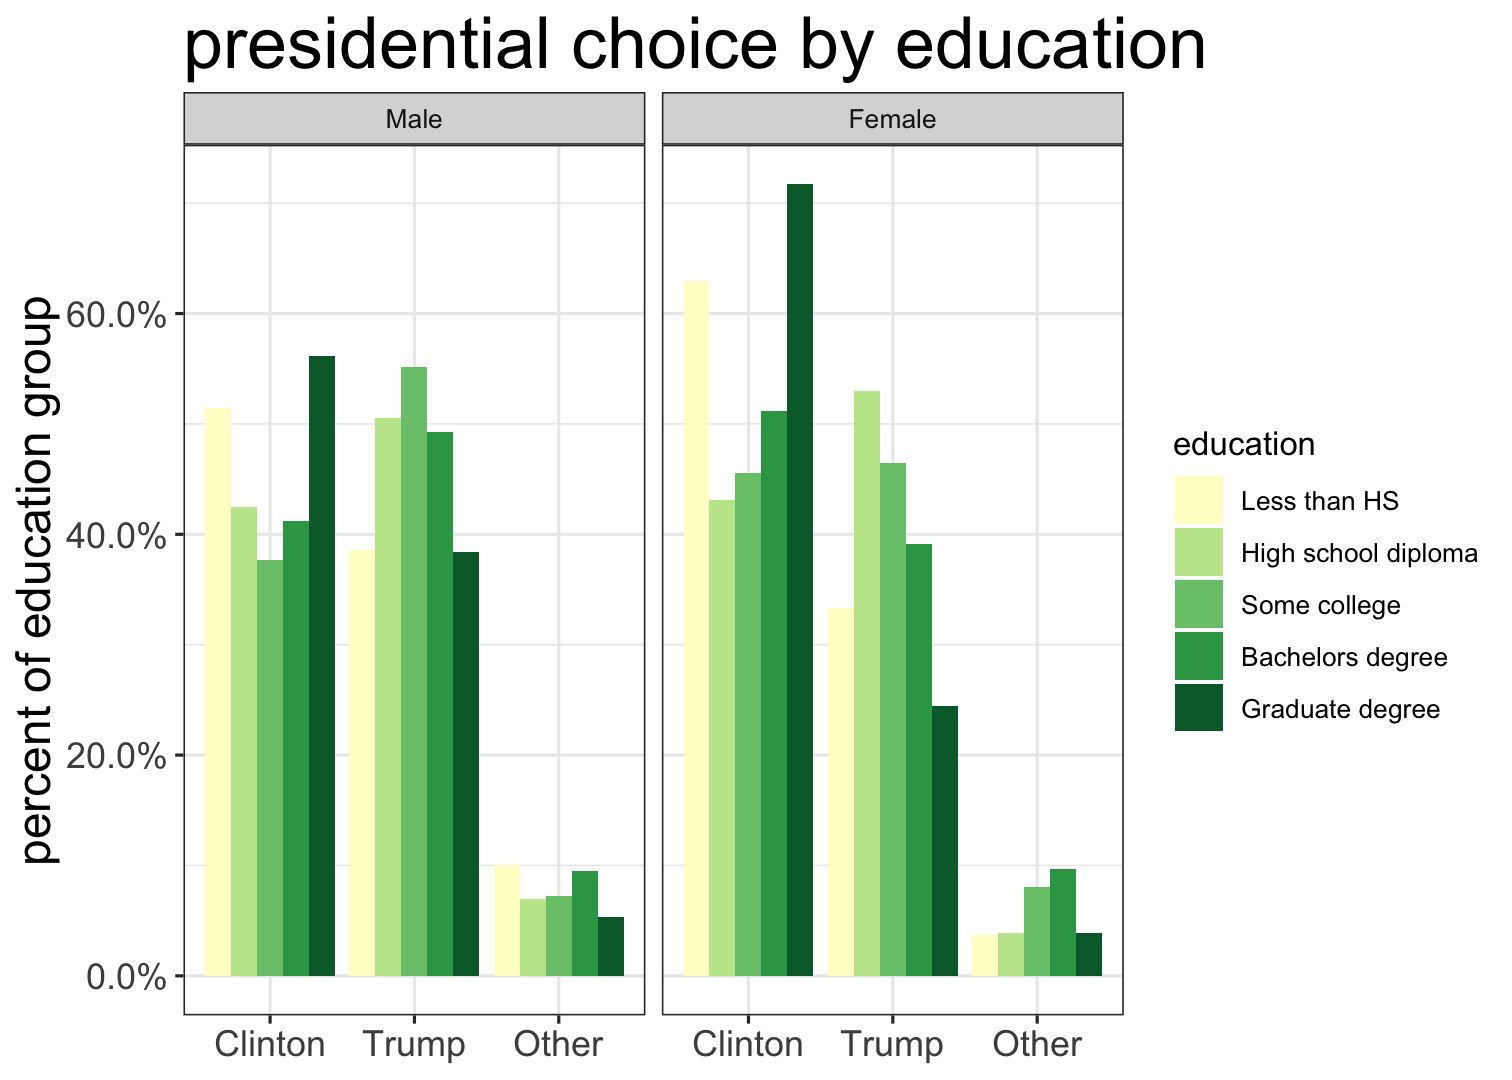 presidential choice by education
Male
Female
percent of education group
60.0%
40.0%
20.0%
0.0%
Clinton Trump Other
Clinton Trump Other
education
Less than HS
High school diploma
Some college
Bachelors degree
Graduate degree